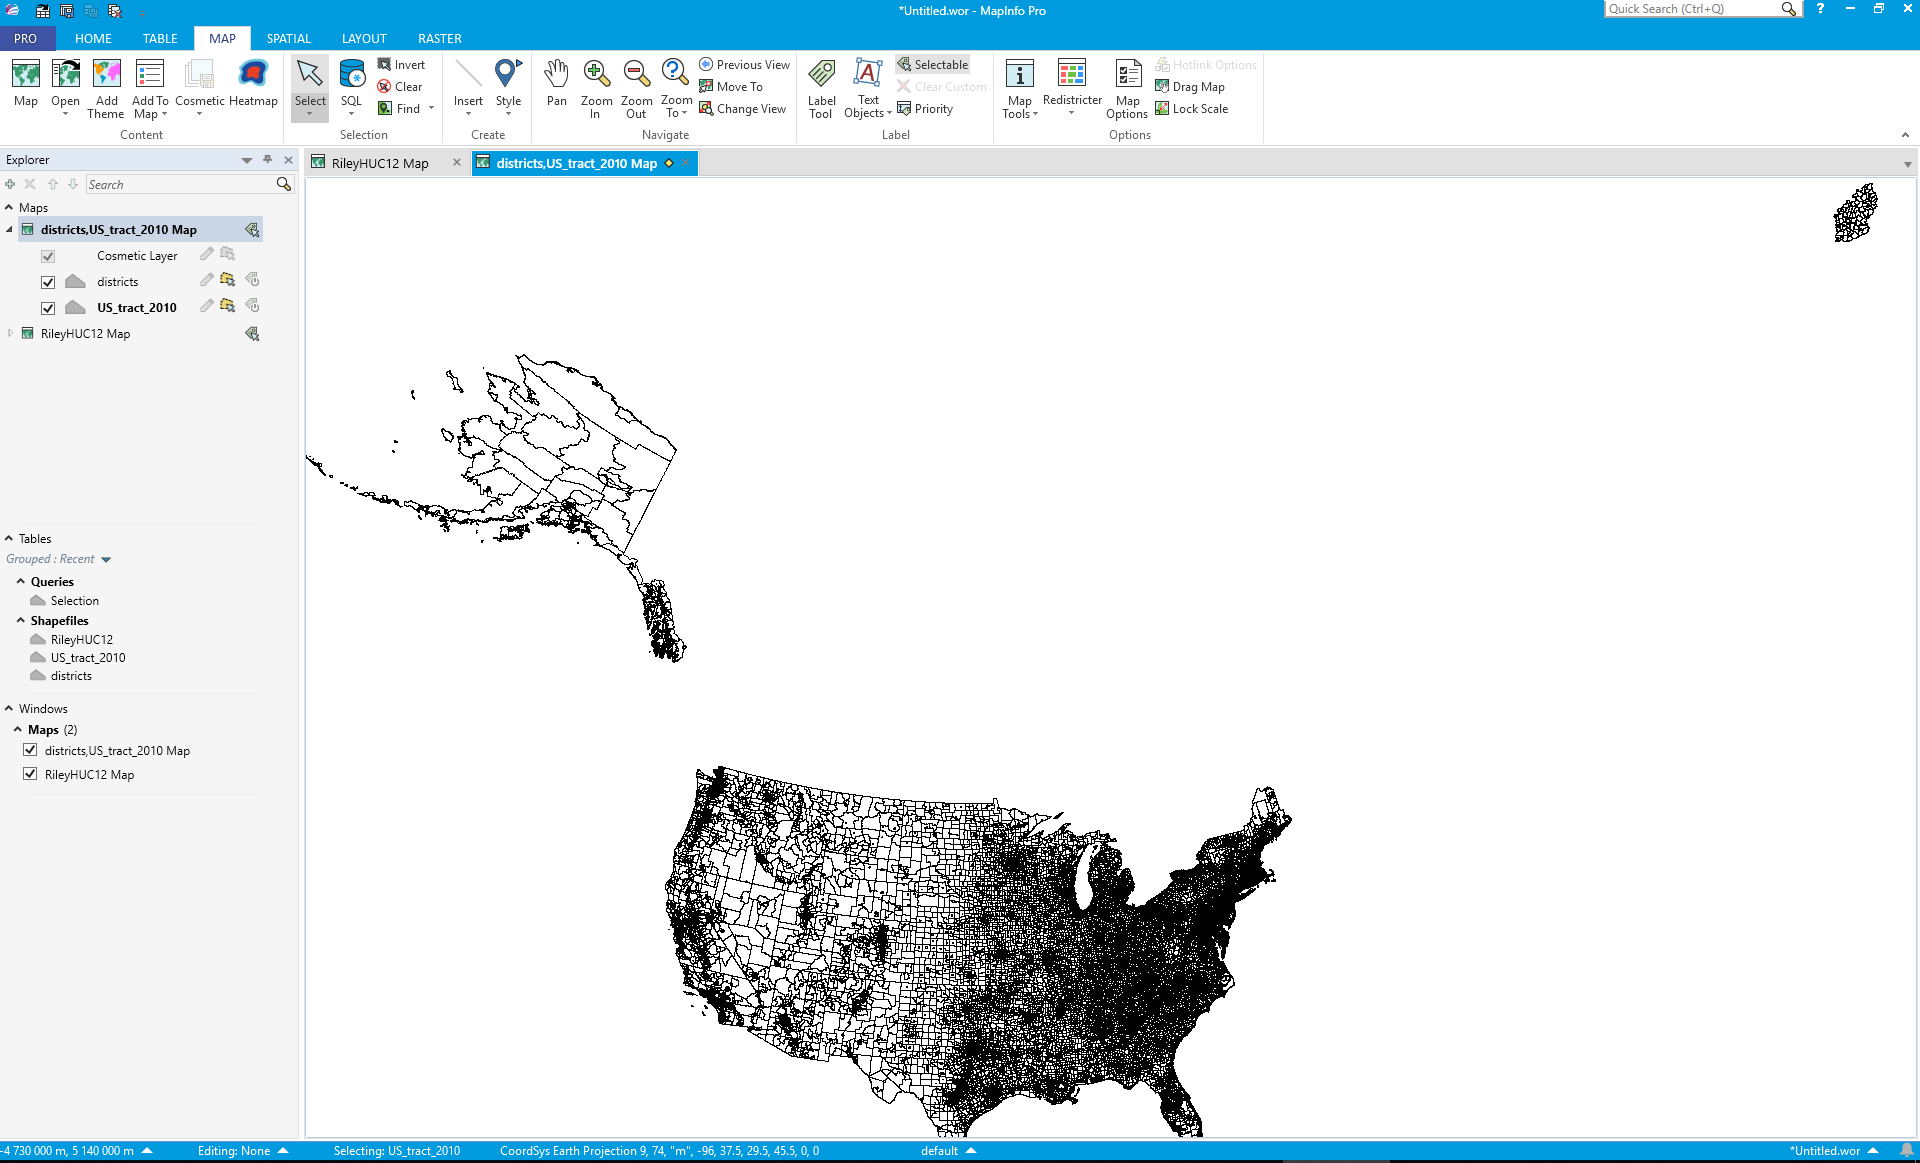 *Untitled.wor - MapInfo Pro
Quick Search (Ctrl+Q)
?
PRO HOME TABLE MAP SPATIAL LAYOUT RASTER
Map
Open
Add Theme
Add To Map
Cosmetic
Heatmap
Content
Select
SQL
Invert
Clear
Find
Selection
Insert
Style
Create
Pan
Zoom In
Zoom Out
Zoom To
Previous View
Move To
Change View
Navigate
Label Tool
Text Objects
Selectable
Clear Custom
Priority
Label
Map Tools
Redistricter
Map Options
Hotlink Options
Drag Map
Lock Scale
Options
Explorer
Search
Maps
districts,US_tract_2010 Map
Cosmetic Layer
districts
US_tract_2010
RileyHUC12 Map
Tables
Grouped : Recent
Queries
Selection
Shapefiles
RileyHUC12
US_tract_2010
districts
Windows
Maps (2)
districts,US_tract_2010 Map
RileyHUC12 Map
RileyHUC12 Map
districts,US_tract_2010 Map
-4 730 000 m, 5 140 000 m
Editing: None
Selecting: US_tract_2010
CoordSys Earth Projection 9, 74, "m", -96, 37.5, 29.5, 45.5, 0, 0
default
*Untitled.wor